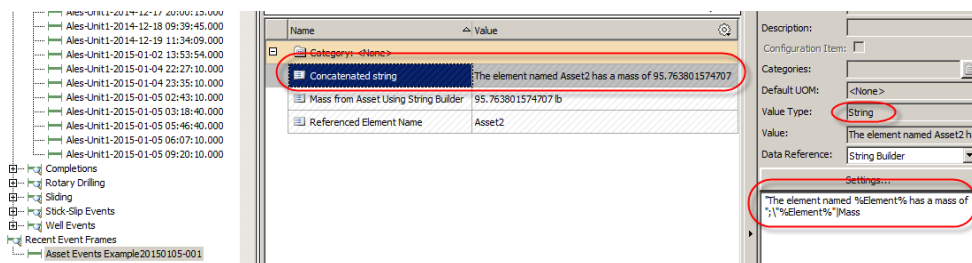 Ales-Unit1-2014-12-17 20:00:15.000
Ales-Unit1-2014-12-18 09:39:45.000
Ales-Unit1-2014-12-19 11:34:09.000
Ales-Unit1-2015-01-02 13:53:54.000
Ales-Unit1-2015-01-04 22:27:10.000
Ales-Unit1-2015-01-04 23:35:10.000
Ales-Unit1-2015-01-05 02:43:10.000
Ales-Unit1-2015-01-05 03:18:40.000
Ales-Unit1-2015-01-05 05:46:40.000
Ales-Unit1-2015-01-05 06:07:10.000
Ales-Unit1-2015-01-05 09:20:10.000
Completions
Rotary Drilling
Sliding
Stick-Slip Events
Well Events
Recent Event Frames
Asset Events Example20150105-001
Name Value
Category: <None>
Concatenated string The element named Asset2 has a mass of 95.763801574707
Mass from Asset Using String Builder 95.763801574707 lb
Referenced Element Name Asset2
Description:
Configuration Item:
Categories:
Default UOM: <None>
Value Type: String
Value: The element named Asset2 h
Data Reference: String Builder
Settings...
"The element named %Element% has a mass of
";\"%Element%"|Mass